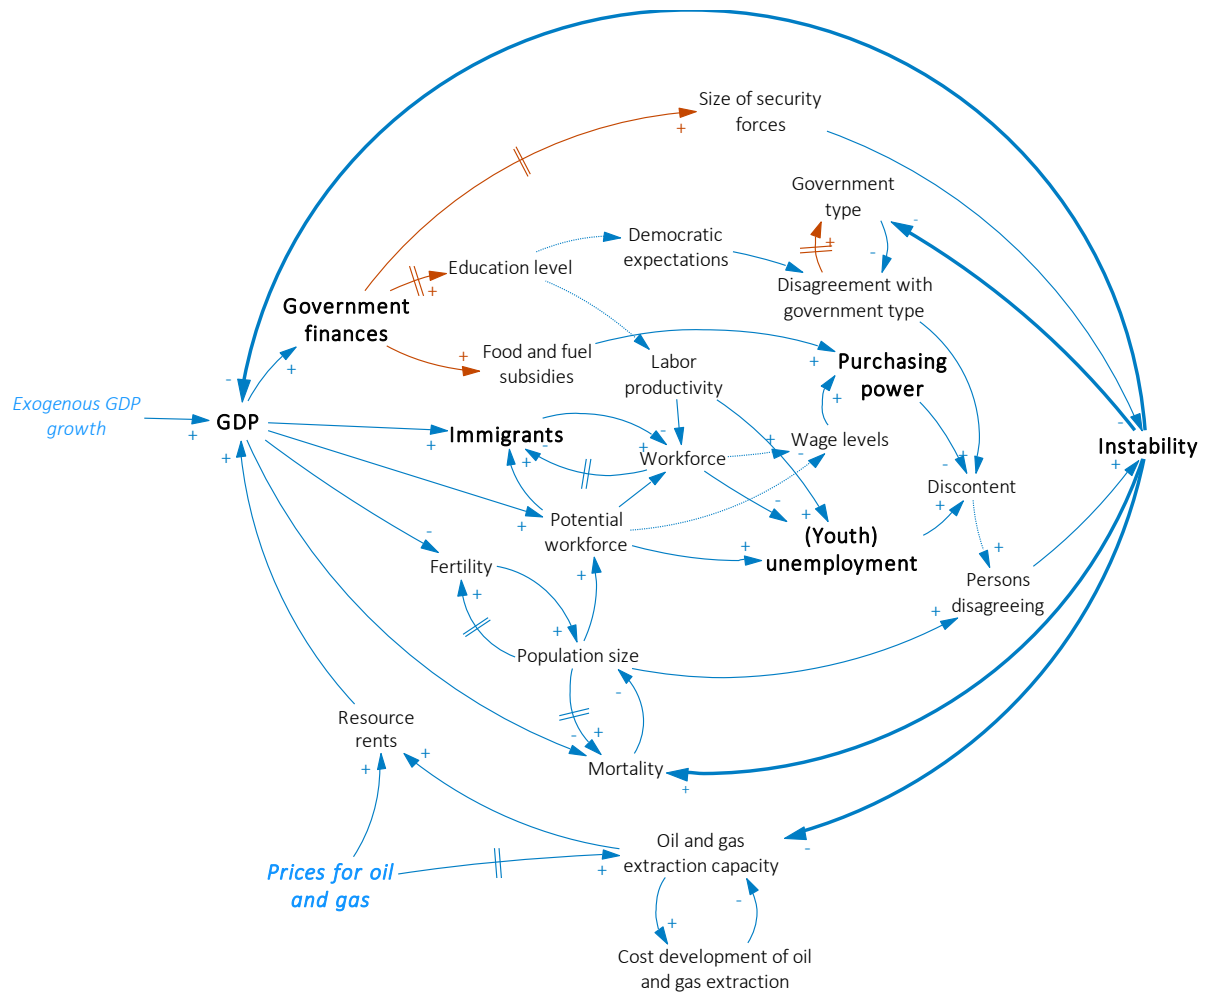 Size of security
forces
Government
type
Democratic
expectations
Education level
Disagreement with
government type
Government
finances
Food and fuel
subsidies
Labor
productivity
Purchasing
power
Exogenous GDP
growth
GDP
Immigrants
Workforce
Wage levels
Instability
Discontent
Potential
workforce
(Youth)
unemployment
Fertility
Persons
disagreeing
Population size
Resource
rents
Mortality
Oil and gas
extraction capacity
Prices for oil
and gas
Cost development of oil
and gas extraction